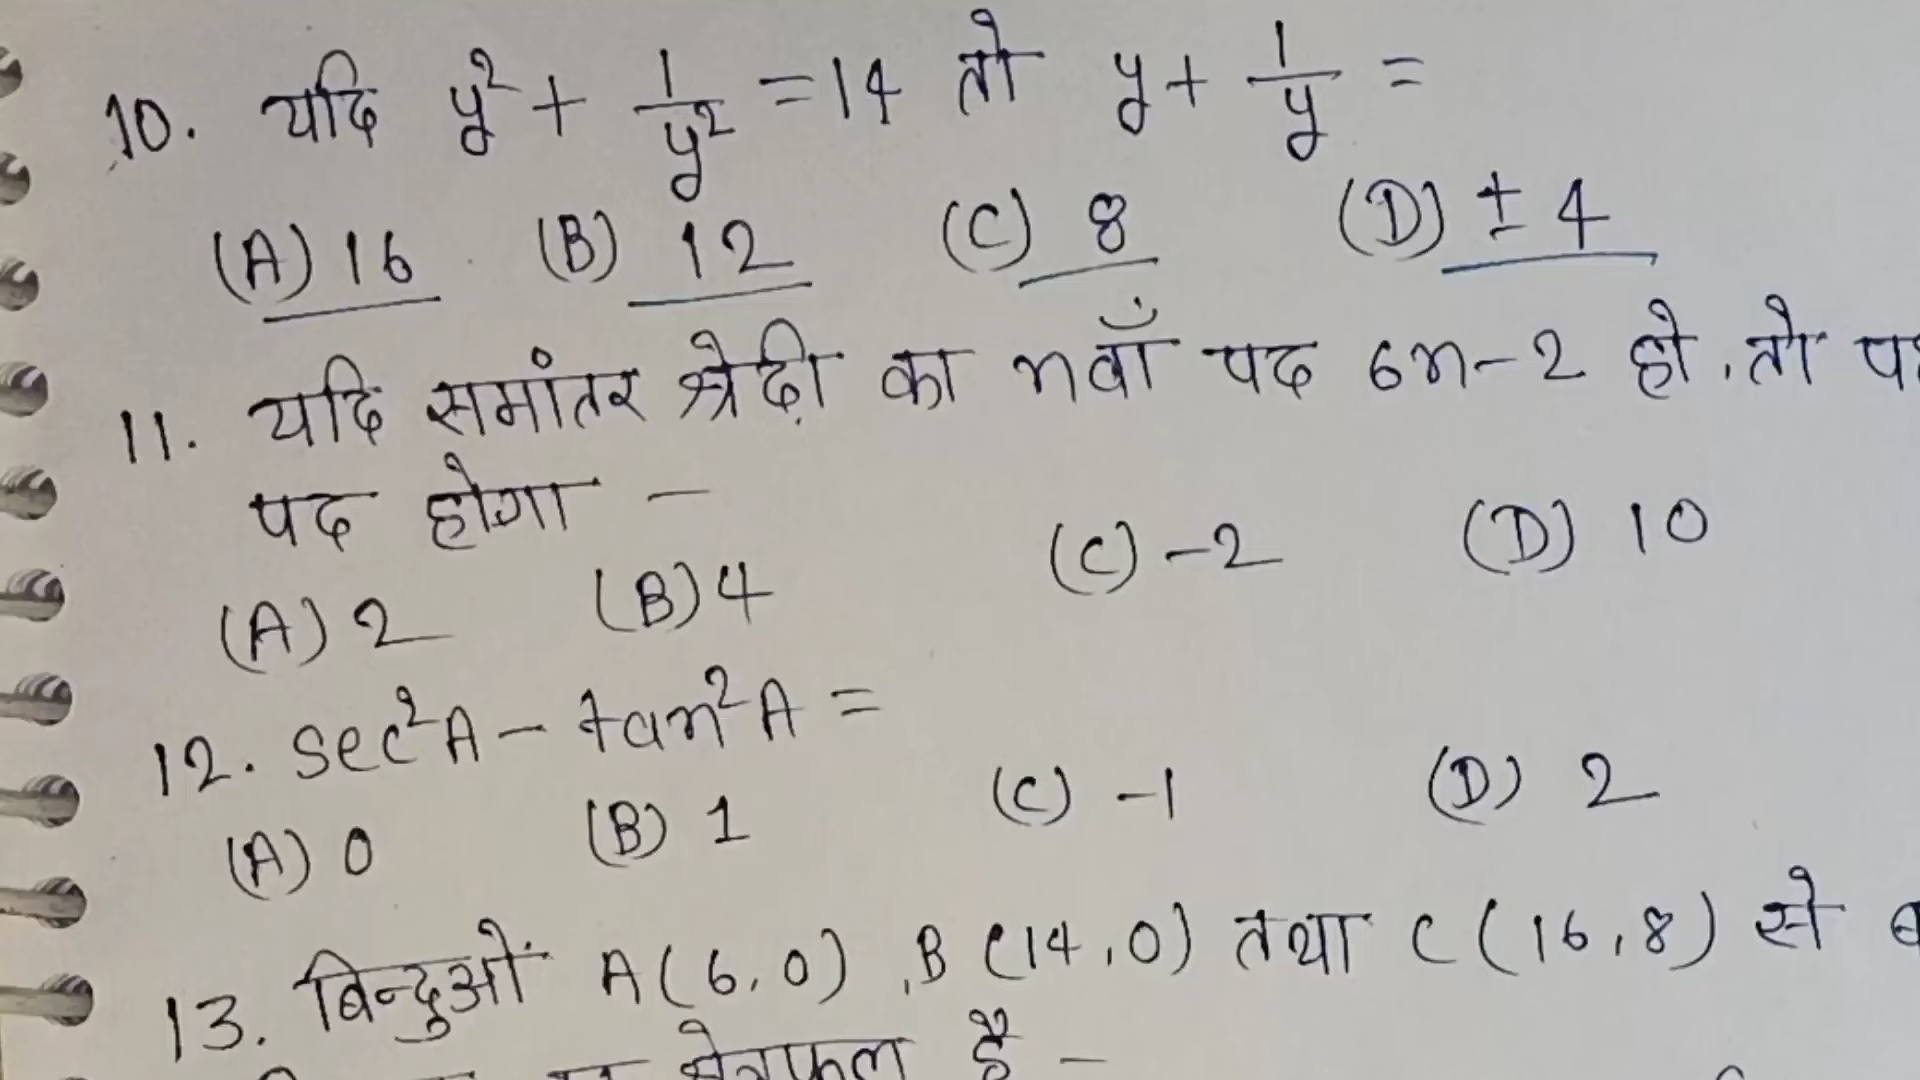 10. यदि y² + 1/y² = 14 तो y + 1/y =
(A) 16 (B) 12 (C) 8 (D) ± 4
11. यदि समांतर श्रेढ़ी का nवाँ पद 6n-2 हो, तो
पद होगा -
(A) 2 (B) 4 (C) -2 (D) 10
12. sec²A - tan²A =
(A) 0 (B) 1 (C) -1 (D) 2
13. बिन्दुओं A(6,0), B(14,0) तथा C(16,8) से
क्षेत्रफल है -